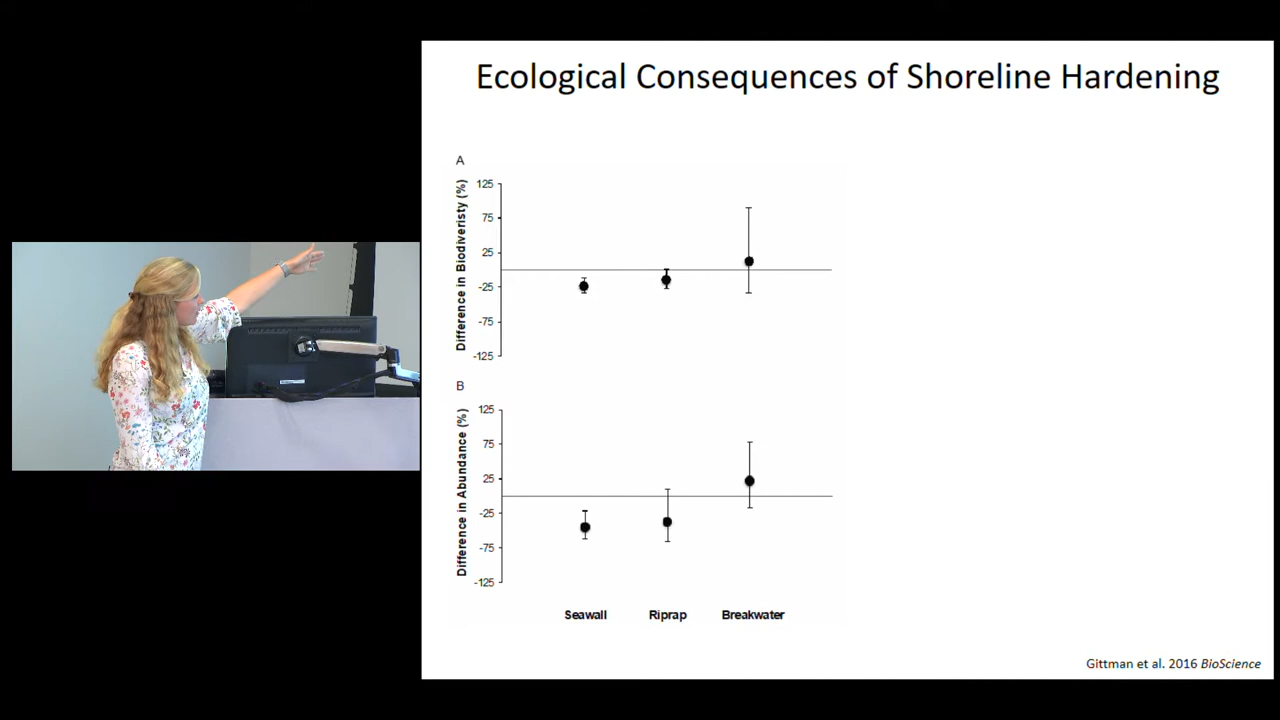 Ecological Consequences of Shoreline Hardening
A
Difference in Biodiveristy (%)
125
75
25
-25
-75
-125
B
Difference in Abundance (%)
125
75
25
-25
-75
-125
Seawall Riprap Breakwater
Gittman et al. 2016 BioScience